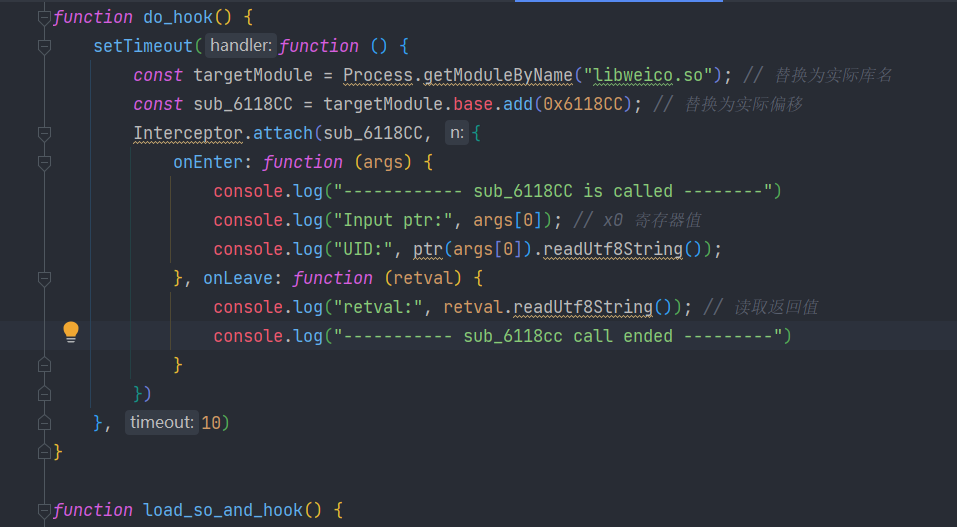 function do_hook() {
setTimeout( handler: function () {
const targetModule = Process.getModuleByName("libweico.so"); // 替换为实际库名
const sub_6118CC = targetModule.base.add(0x6118CC); // 替换为实际偏移
Interceptor.attach(sub_6118CC, n: {
onEnter: function (args) {
console.log("------------ sub_6118CC is called --------")
console.log("Input ptr:", args[0]); // x0 寄存器值
console.log("UID:", ptr(args[0]).readUtf8String());
}, onLeave: function (retval) {
console.log("retval:", retval.readUtf8String()); // 读取返回值
console.log("----------- sub_6118cc call ended ---------")
}
})
}, timeout: 10)
}
function load_so_and_hook() {